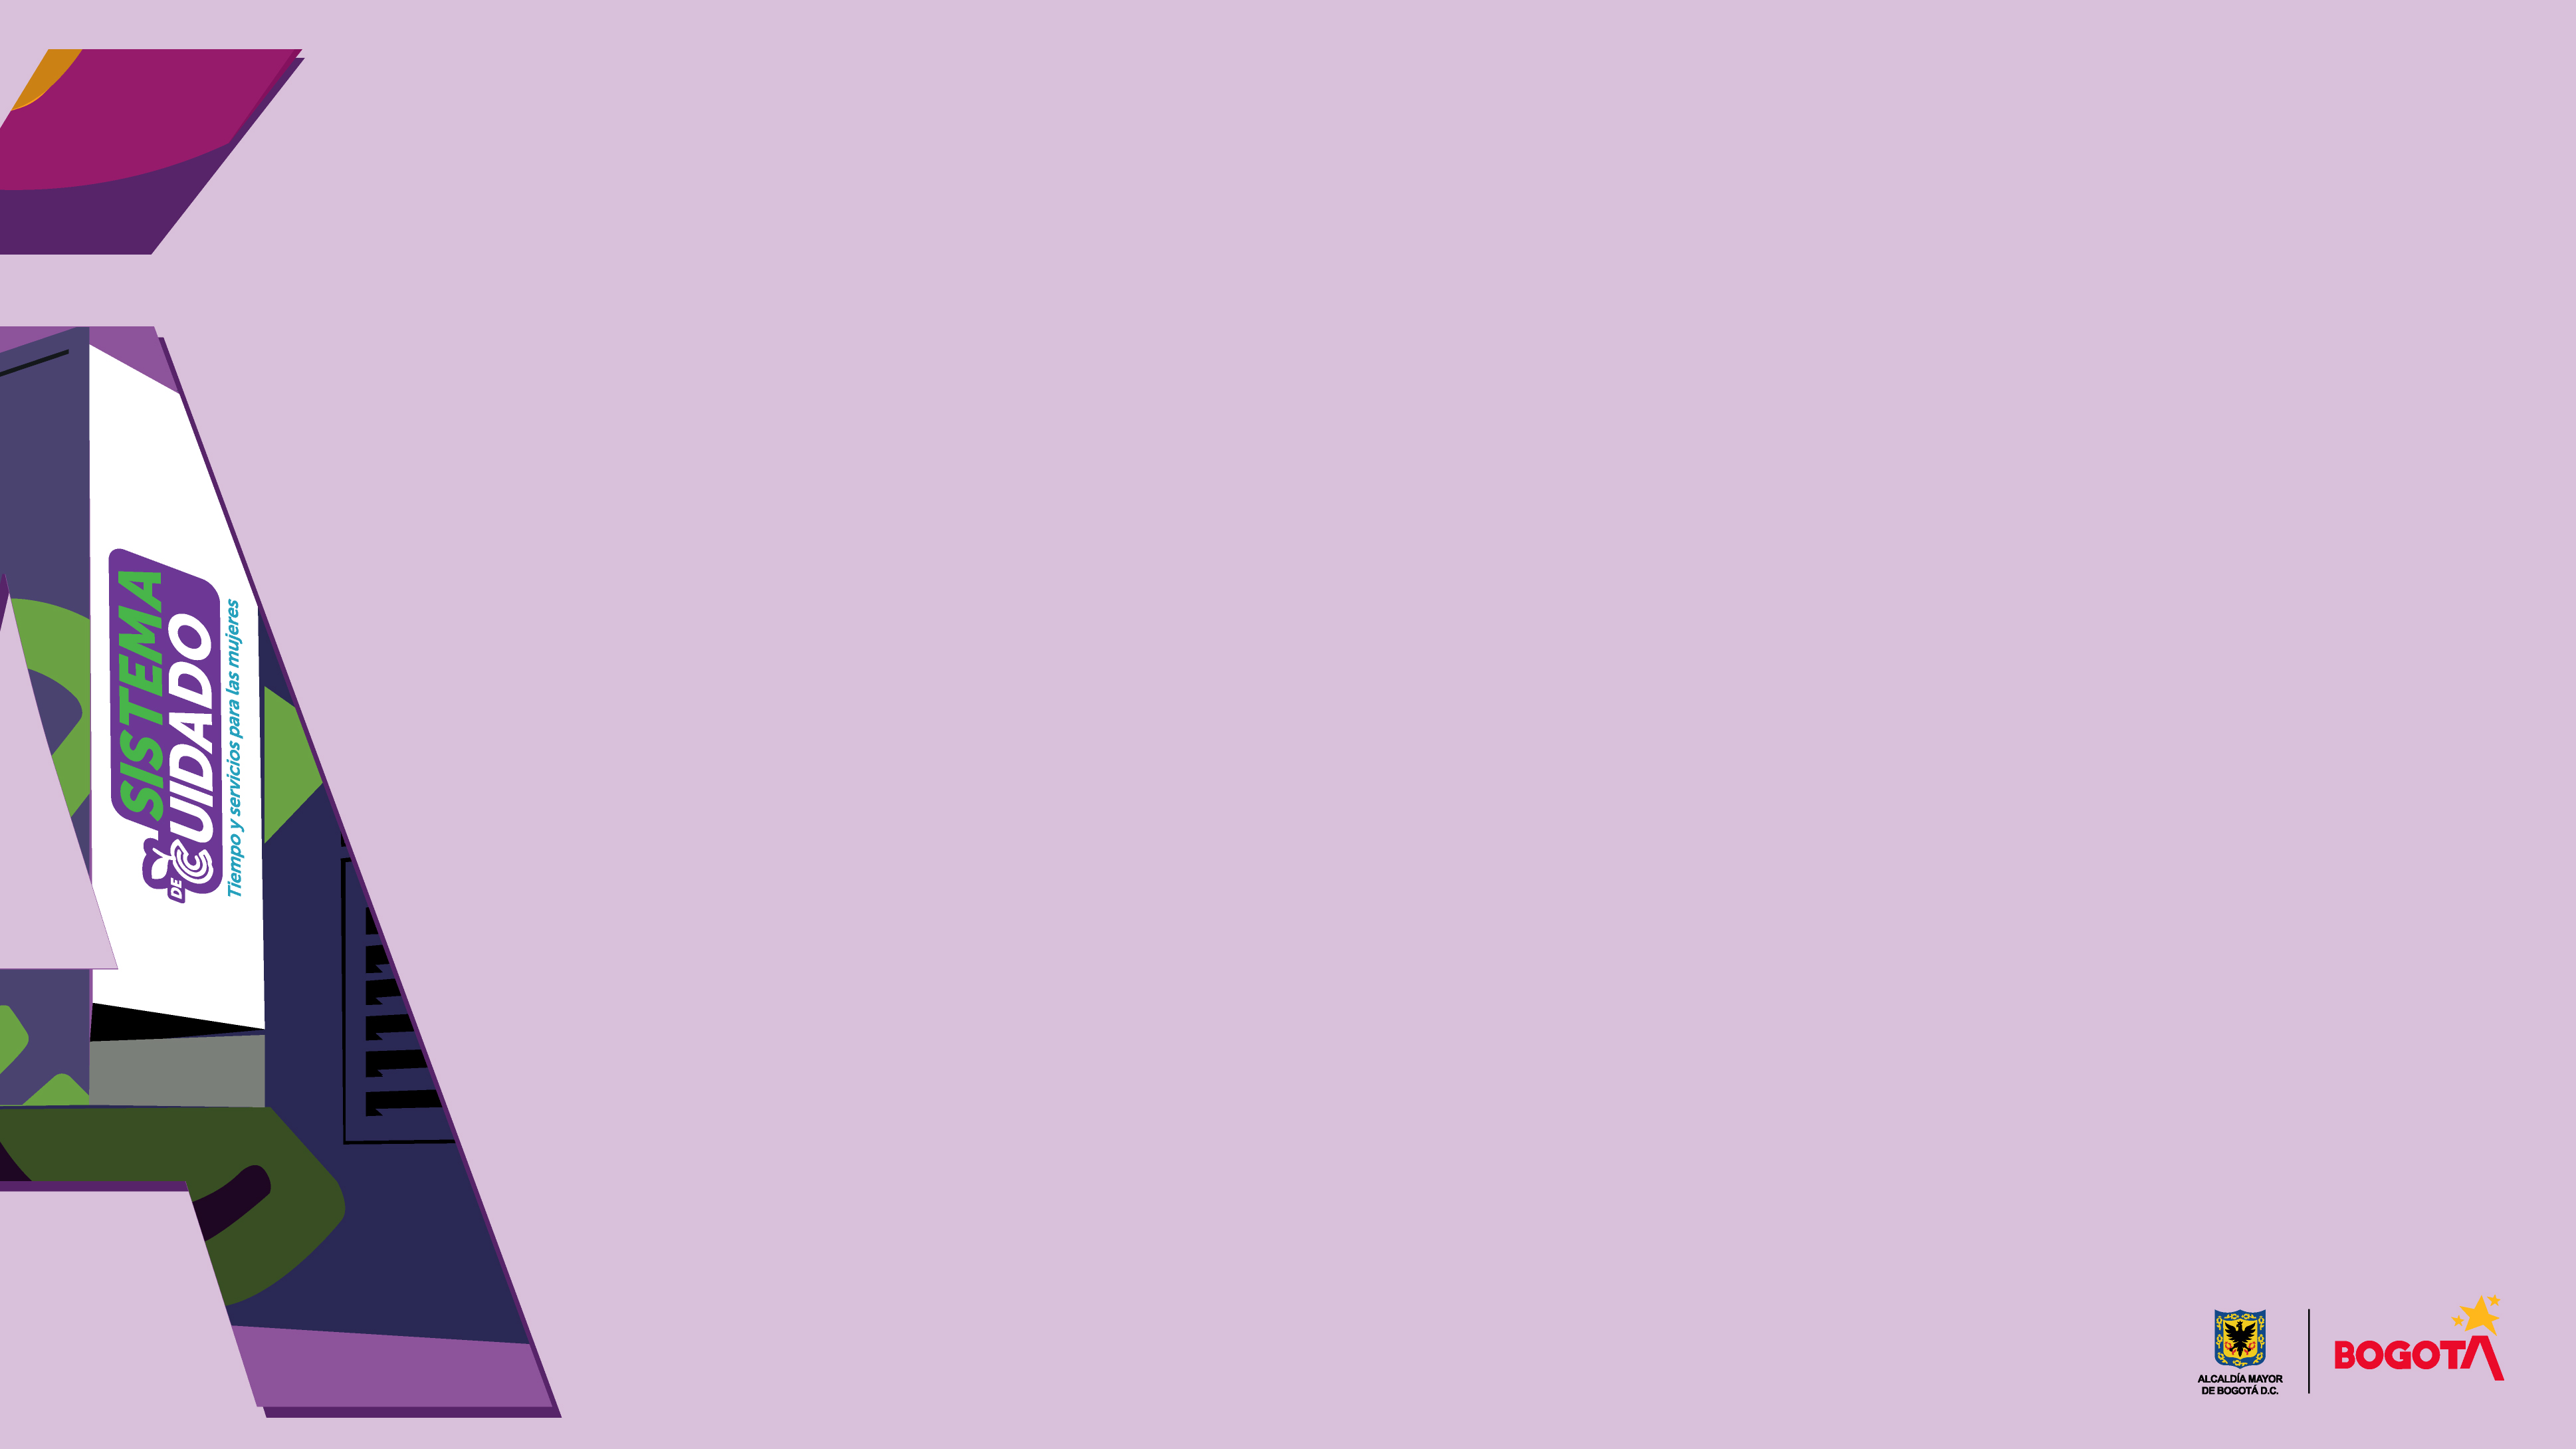 SISTEMA
DE CUIDADO
Tiempo y servicios para las mujeres
ALCALDÍA MAYOR
DE BOGOTÁ D.C.
BOGOTÁ